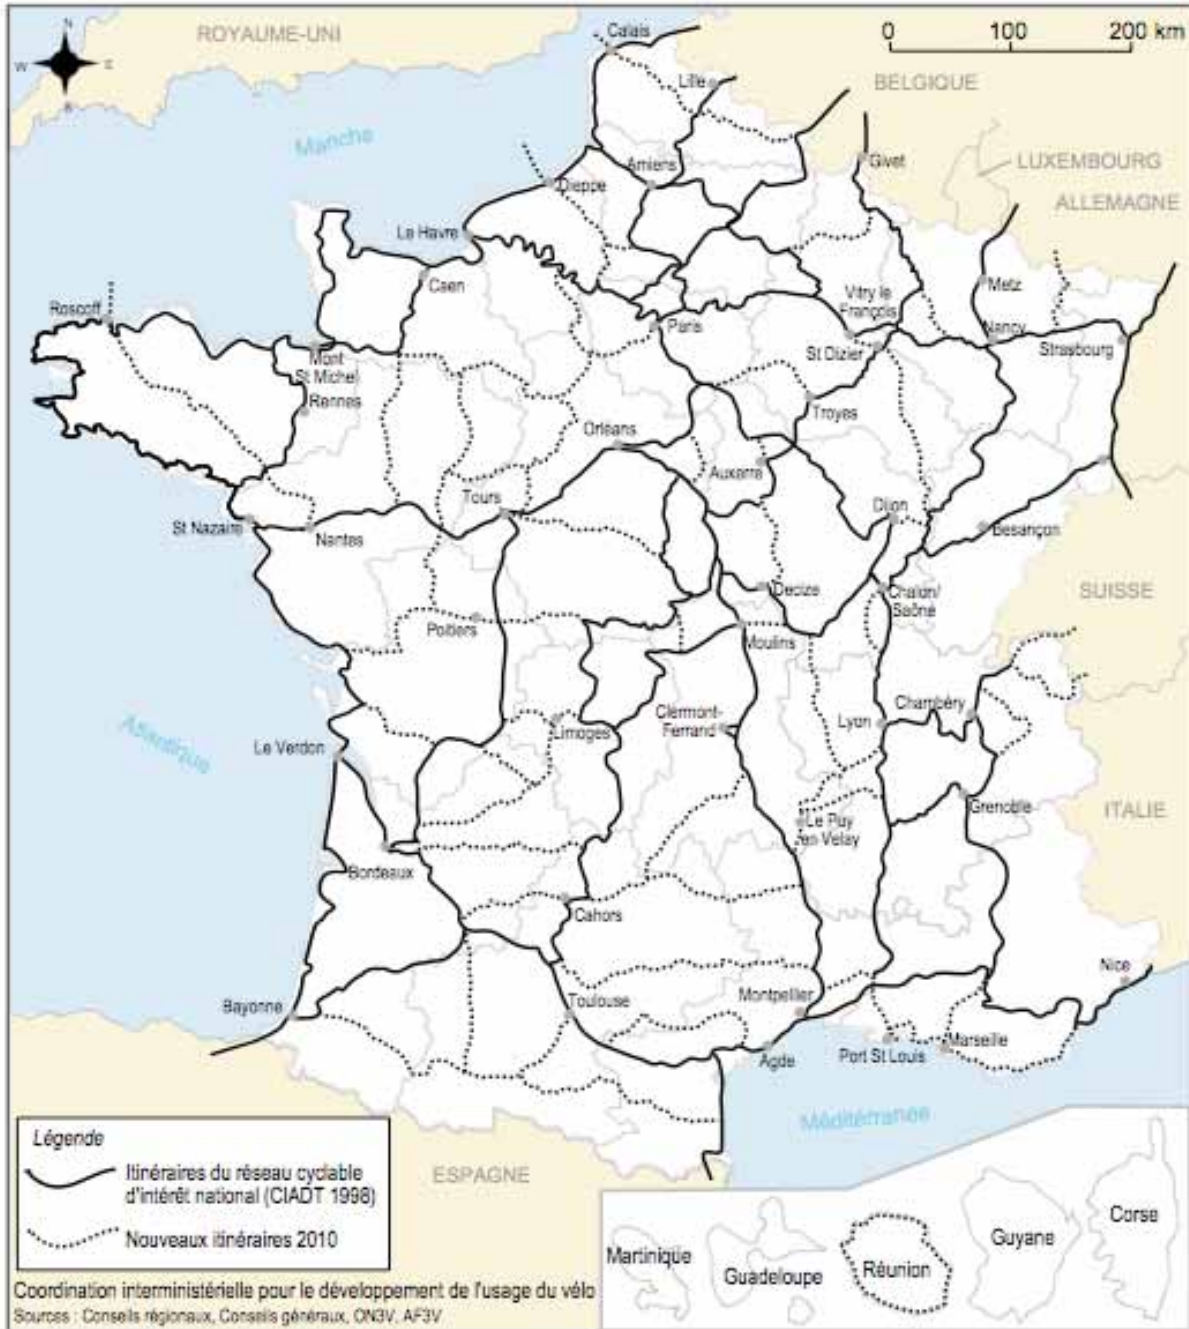 N
W
E
ROYAUME-UNI
Calais
0 100 200 km
Lille
BELGIQUE
Manche
Amiens
Givet
LUXEMBOURG
Dieppe
ALLEMAGNE
Le Havre
Caen
Metz
Vitry le
François
Roscoff
Paris
Nancy
Mont
St Michel
St Dizier
Strasbourg
Rennes
Troyes
Orléans
Auxerre
Tours
Dijon
St Nazaire
Nantes
Besançon
Decize
Chalon/
Saône
SUISSE
Poitiers
Moulins
Chambéry
Atlantique
Limoges
Clermont-
Ferrand
Lyon
Le Verdon
Grenoble
ITALIE
Le Puy
en Velay
Bordeaux
Cahors
Nice
Bayonne
Toulouse
Montpellier
Agde
Port St Louis
Marseille
Méditérranée
Légende
Itinéraires du réseau cyclable
d'intérêt national (CIADT 1998)
Nouveaux itinéraires 2010
ESPAGNE
Martinique
Guadeloupe
Réunion
Guyane
Corse
Coordination interministérielle pour le développement de l'usage du vélo
Sources : Conseils régionaux, Conseils généraux, ON3V, AF3V